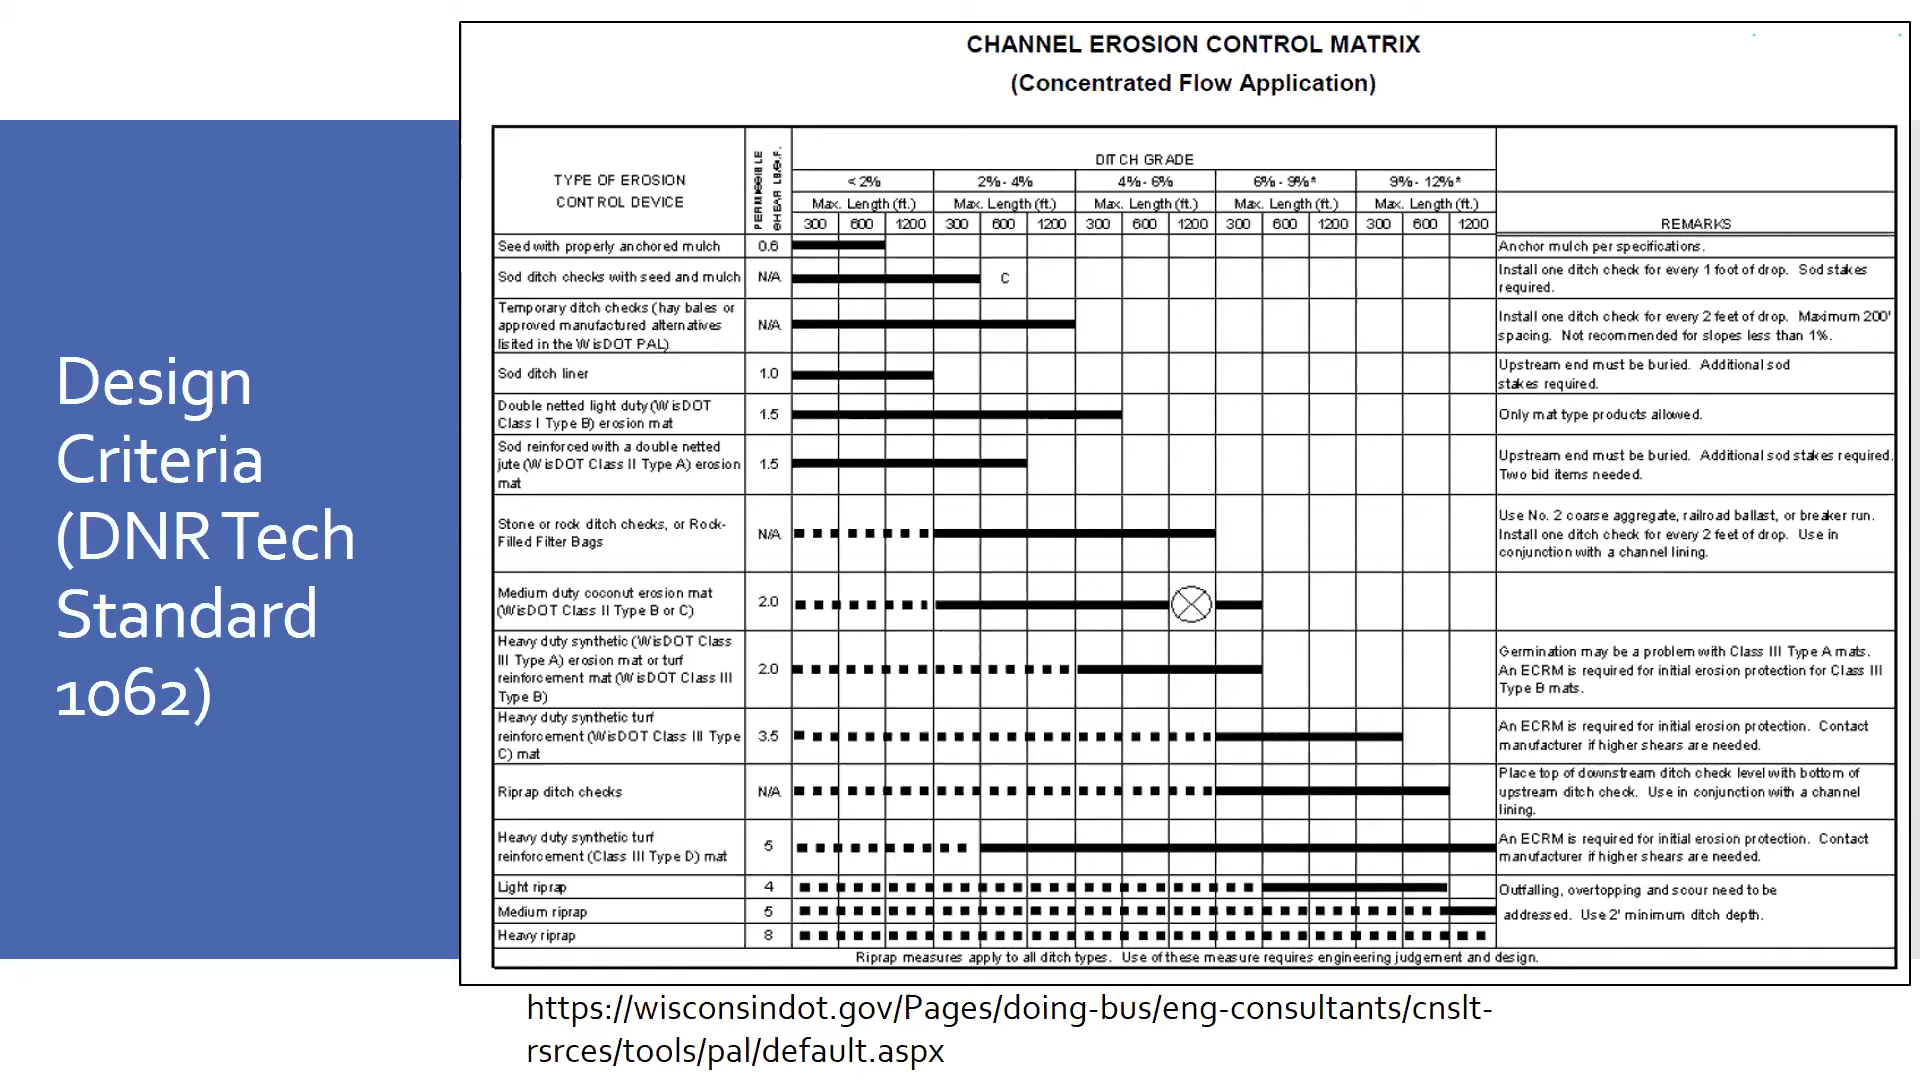 Design
Criteria
(DNR Tech
Standard
1062)
CHANNEL EROSION CONTROL MATRIX
(Concentrated Flow Application)
TYPE OF EROSION
CONTROL DEVICE
PERMISSIBLE
SHEAR LB/S.F.
DITCH GRADE
< 2% 2% - 4% 4% - 6% 6% - 9%* 9% - 12%*
Max. Length (ft.) Max. Length (ft.) Max. Length (ft.) Max. Length (ft.) Max. Length (ft.)
300 600 1200 300 600 1200 300 600 1200 300 600 1200 300 600 1200
REMARKS
Seed with properly anchored mulch 0.6 Anchor mulch per specifications.
Sod ditch checks with seed and mulch N/A C
Install one ditch check for every 1 foot of drop. Sod stakes
required.
Temporary ditch checks (hay bales or
approved manufactured alternatives
lisited in the WisDOT PAL)
N/A
Install one ditch check for every 2 feet of drop. Maximum 200'
spacing. Not recommended for slopes less than 1%.
Sod ditch liner 1.0
Upstream end must be buried. Additional sod
stakes required.
Double netted light duty (WisDOT
Class I Type B) erosion mat
1.5
Only mat type products allowed.
Sod reinforced with a double netted
jute (WisDOT Class II Type A) erosion
mat
1.5
Upstream end must be buried. Additional sod stakes required.
Two bid items needed.
Stone or rock ditch checks, or Rock-
Filled Filter Bags
N/A
Use No. 2 coarse aggregate, railroad ballast, or breaker run.
Install one ditch check for every 2 feet of drop. Use in
conjunction with a channel lining.
Medium duty coconut erosion mat
(WisDOT Class II Type B or C)
2.0
Heavy duty synthetic (WisDOT Class
III Type A) erosion mat or turf
reinforcement mat (WisDOT Class III
Type B)
2.0
Germination may be a problem with Class III Type A mats.
An ECRM is required for initial erosion protection for Class III
Type B mats.
Heavy duty synthetic turf
reinforcement (WisDOT Class III Type
C) mat
3.5
An ECRM is required for initial erosion protection. Contact
manufacturer if higher shears are needed.
Riprap ditch checks N/A
Place top of downstream ditch check level with bottom of
upstream ditch check. Use in conjunction with a channel
lining.
Heavy duty synthetic turf
reinforcement (Class III Type D) mat
5
An ECRM is required for initial erosion protection. Contact
manufacturer if higher shears are needed.
Light riprap 4
Medium riprap 5
Heavy riprap 8
Outfalling, overtopping and scour need to be
addressed. Use 2' minimum ditch depth.
Riprap measures apply to all ditch types. Use of these measure requires engineering judgement and design.
https://wisconsindot.gov/Pages/doing-bus/eng-consultants/cnslt-
rsrces/tools/pal/default.aspx